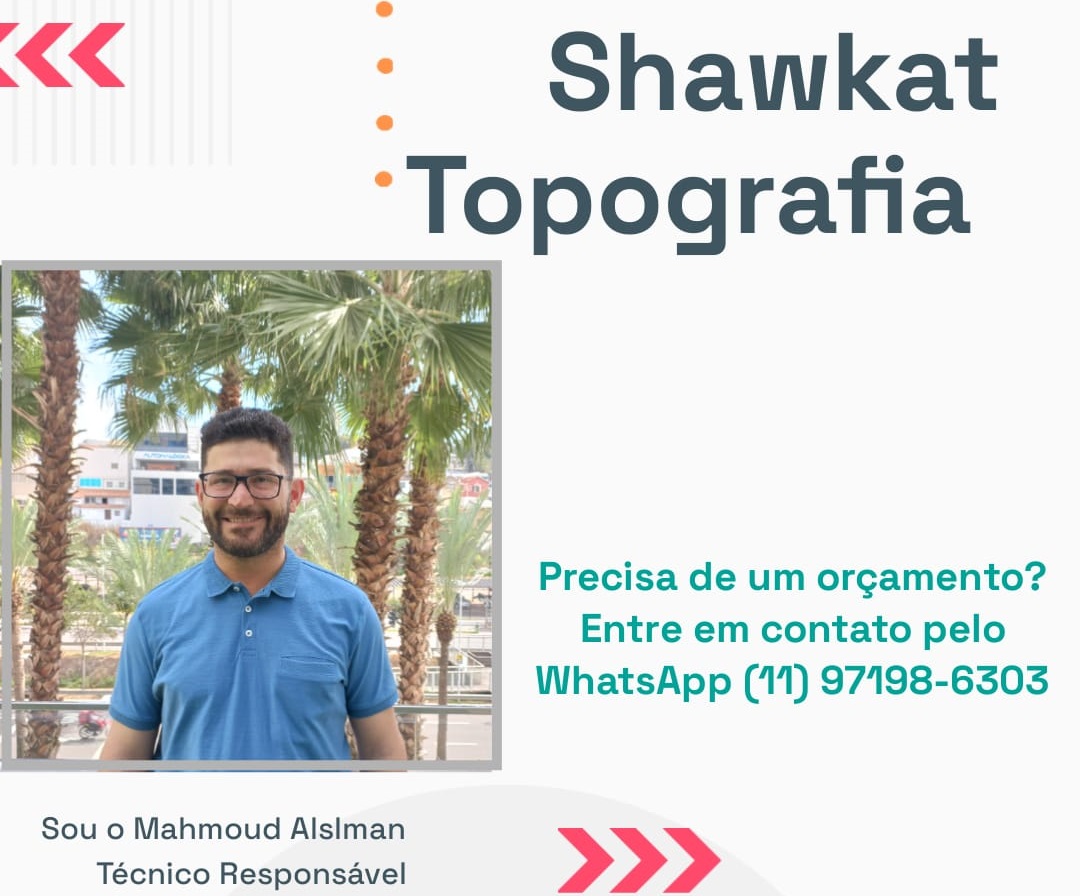 Shawkat
Topografia
Precisa de um orçamento?
Entre em contato pelo
WhatsApp (11) 97198-6303
Sou o Mahmoud Alslman
Técnico Responsável